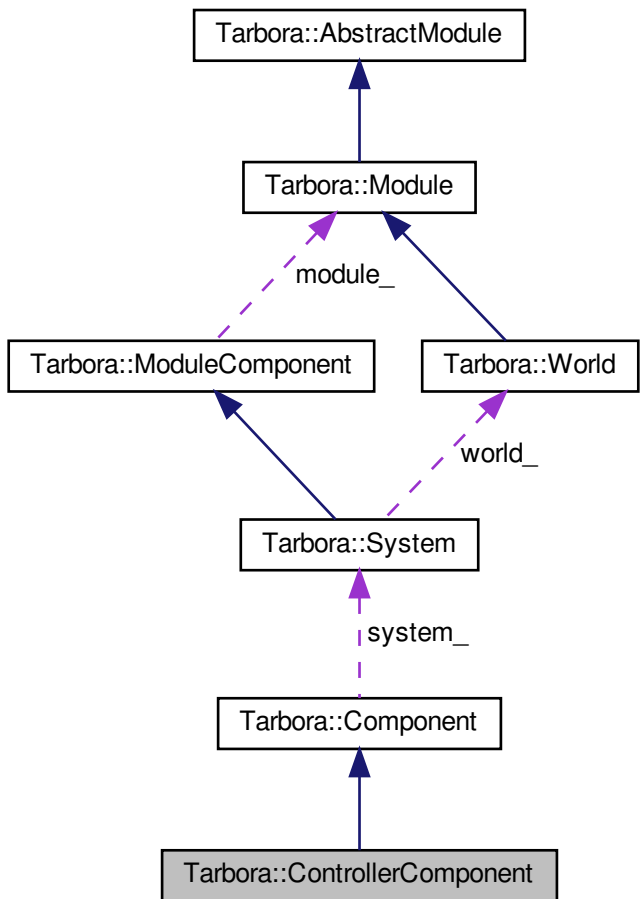 Tarbora::AbstractModule
Tarbora::Module
module_
Tarbora::ModuleComponent
Tarbora::World
world_
Tarbora::System
system_
Tarbora::Component
Tarbora::ControllerComponent